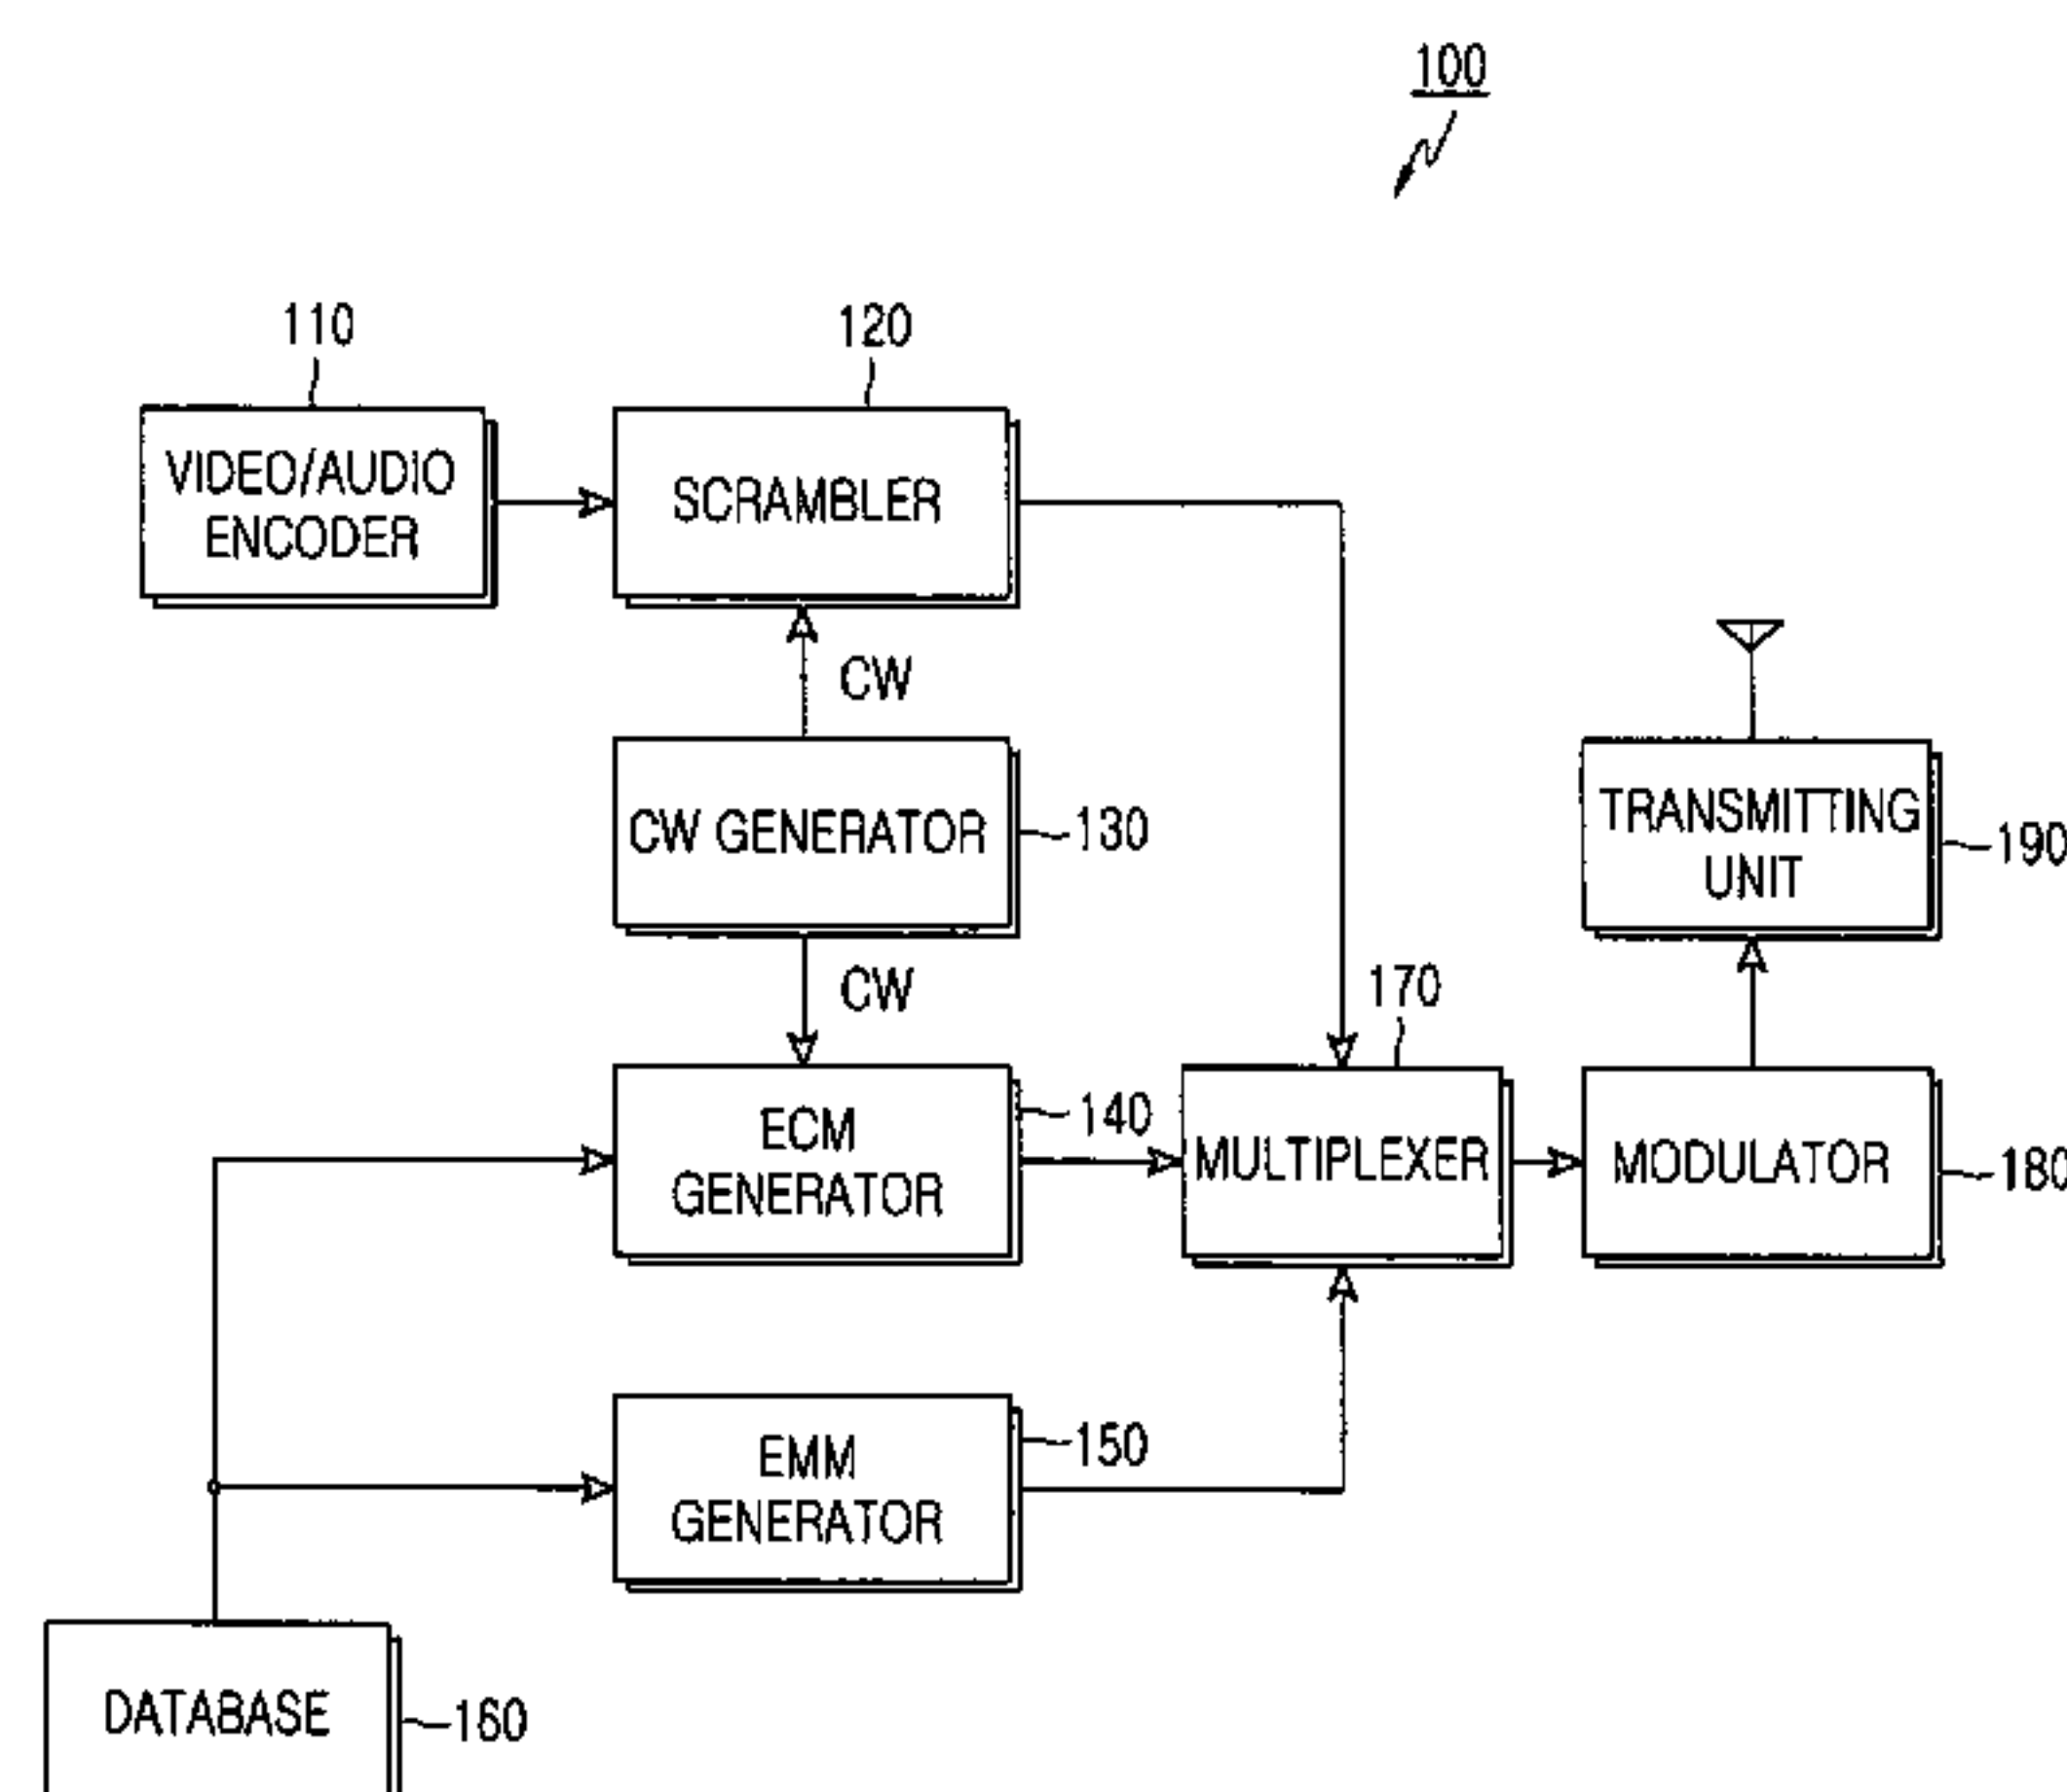 100
110
120
VIDEO/AUDIO
ENCODER
SCRAMBLER
CW
CW GENERATOR
130
TRANSMITTING
UNIT
190
CW
170
ECM
GENERATOR
140
MULTIPLEXER
MODULATOR
180
EMM
GENERATOR
150
DATABASE
160